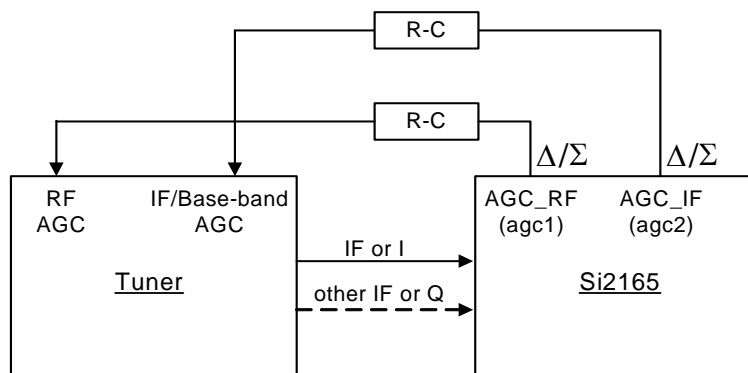 R-C
R-C
Δ/Σ
Δ/Σ
RF
AGC
IF/Base-band
AGC
AGC_RF
(agc1)
AGC_IF
(agc2)
IF or I
Tuner
other IF or Q
Si2165